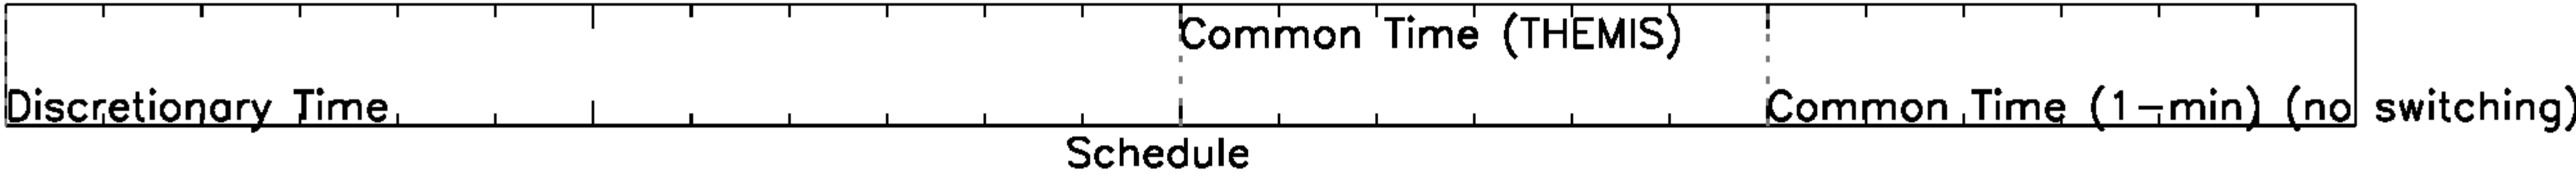 Common Time (THEMIS)
Discretionary Time
Common Time (1-min) (no switching)
Schedule